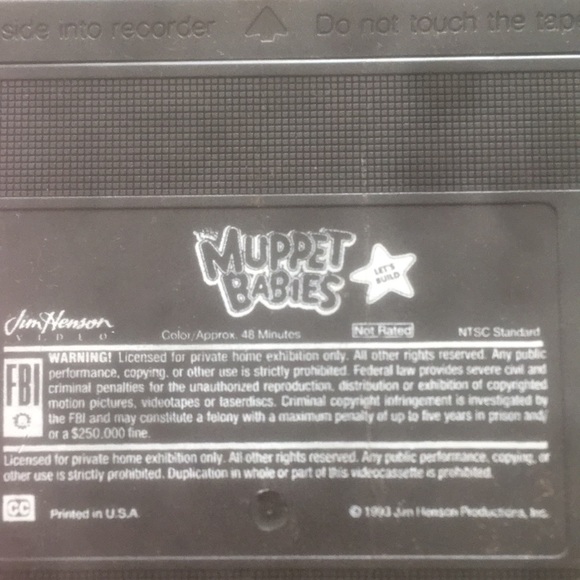 side into recorder Do not touch the tap
MUPPET
BABIES
LET'S
BUILD
Jim Henson
VIDEO
Color/Approx. 48 Minutes Not Rated NTSC Standard
FBI
WARNING! Licensed for private home exhibition only. All other rights reserved. Any public
performance, copying, or other use is strictly prohibited. Federal law provides severe civil and
criminal penalties for the unauthorized reproduction, distribution or exhibition of copyrighted
motion pictures, videotapes or laserdiscs. Criminal copyright infringement is investigated by
the FBI and may constitute a felony with a maximum penalty of up to five years in prison and/
or a $250,000 fine.
Licensed for private home exhibition only. All other rights reserved. Any public performance, copying, or
other use is strictly prohibited. Duplication in whole or part of this videocassette is prohibited.
CC Printed in U.S.A. © 1993 Jim Henson Productions, Inc.